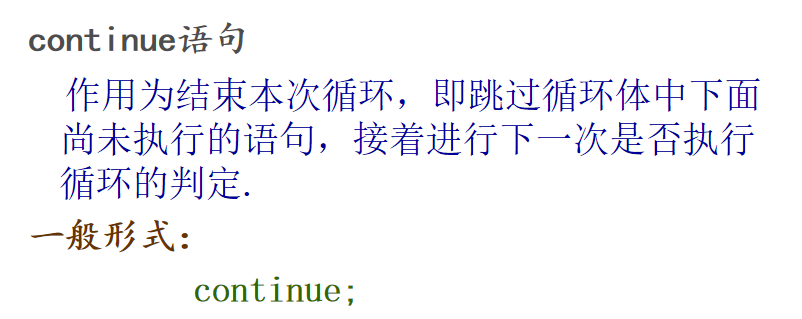 continue语句
作用为结束本次循环，即跳过循环体中下面
尚未执行的语句，接着进行下一次是否执行
循环的判定.
一般形式：
continue;